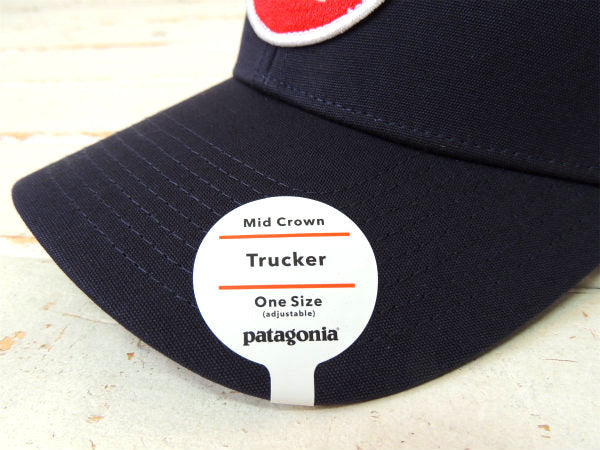 Mid Crown
Trucker
One Size
(adjustable)
patagonia®